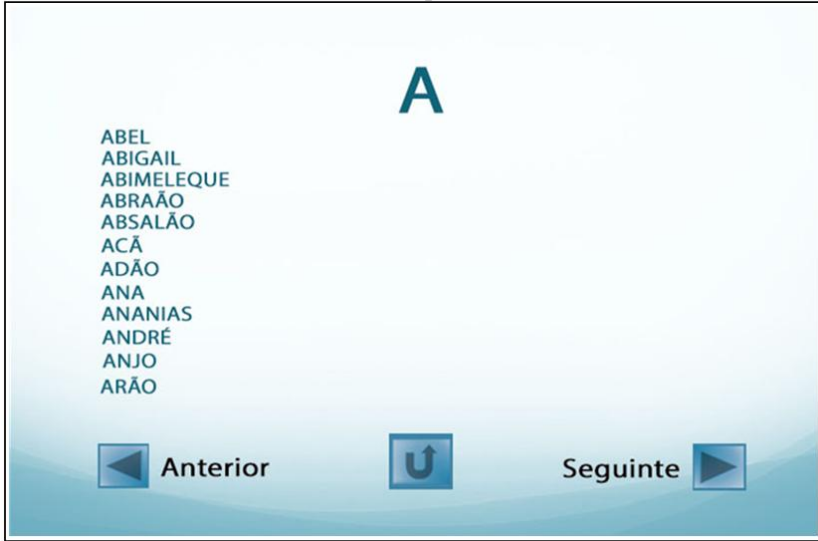 A
ABEL
ABIGAIL
ABIMELEQUE
ABRAÃO
ABSALÃO
ACÃ
ADÃO
ANA
ANANIAS
ANDRÉ
ANJO
ARÃO
Anterior
Seguinte